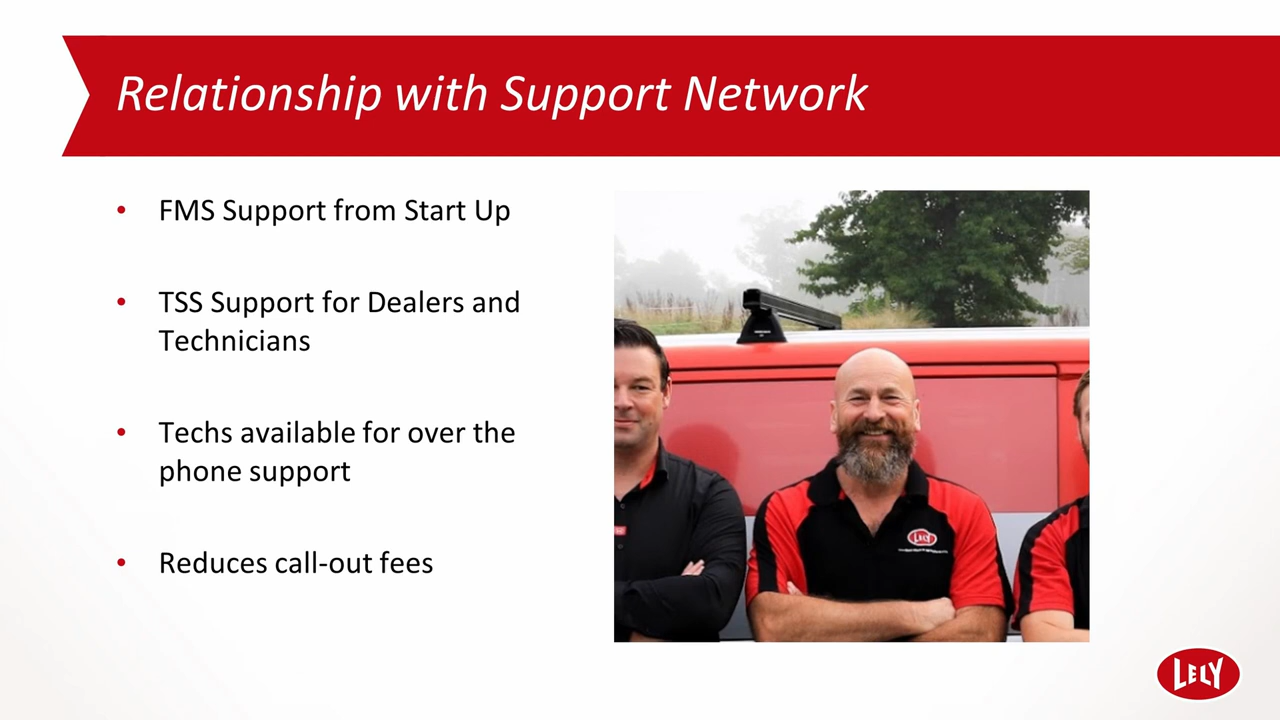 Relationship with Support Network
• FMS Support from Start Up
• TSS Support for Dealers and
Technicians
• Techs available for over the
phone support
• Reduces call-out fees
LELY
LELY